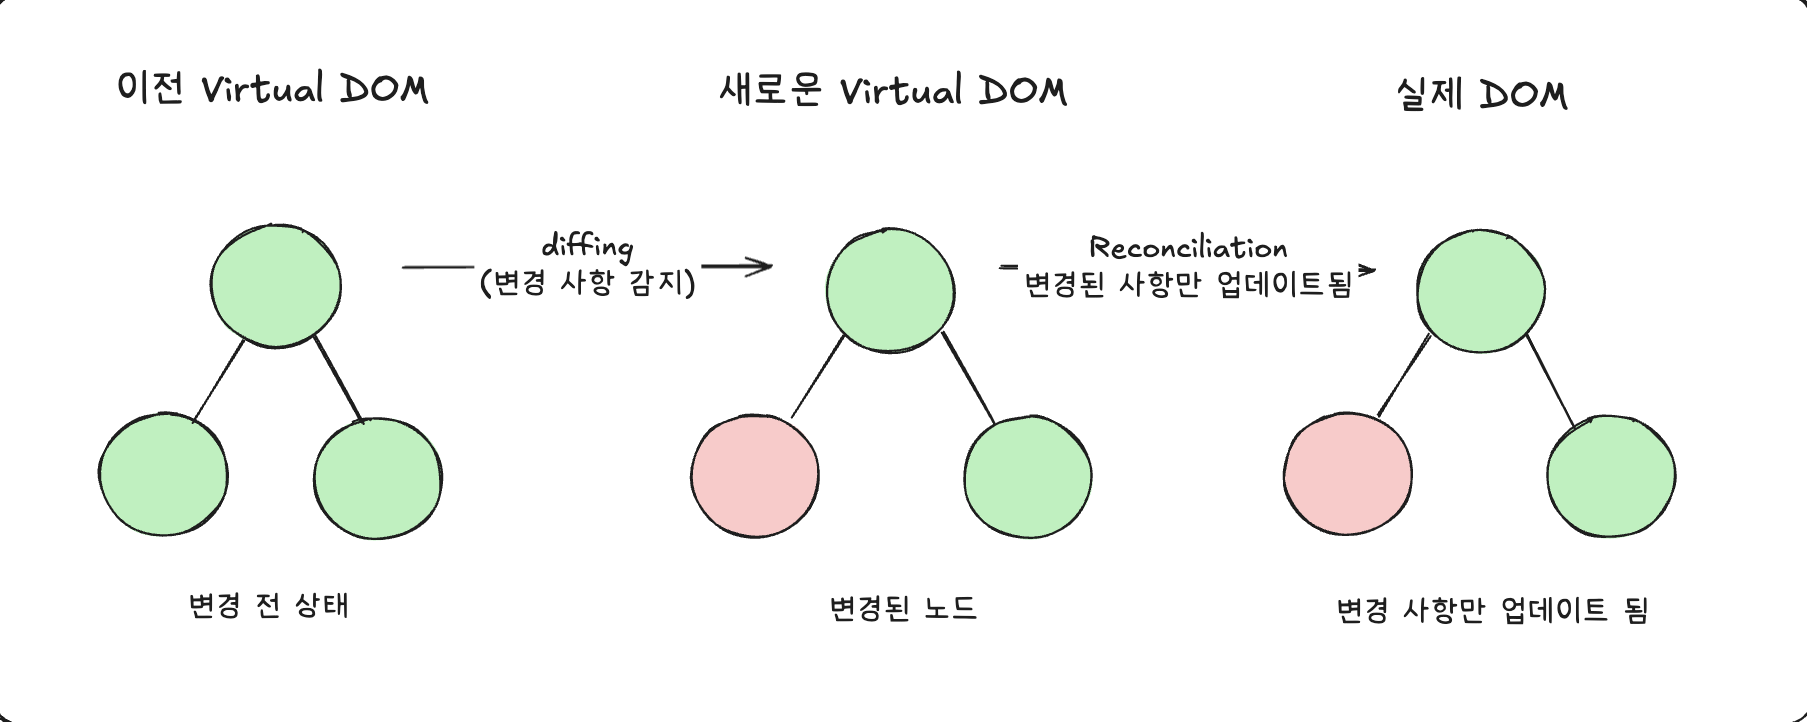 이전 Virtual DOM
새로운 Virtual DOM
실제 DOM
diffing
(변경 사항 감지)
Reconciliation
변경된 사항만 업데이트됨
변경 전 상태
변경된 노드
변경 사항만 업데이트 됨